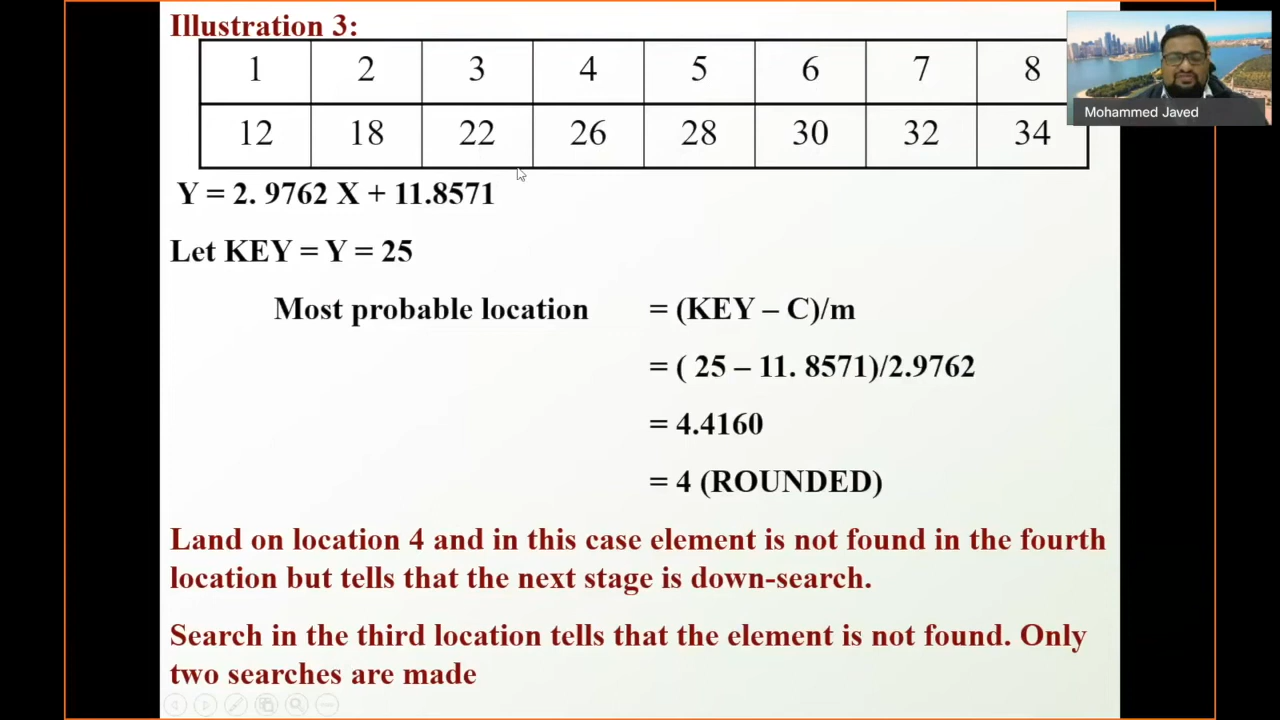 Illustration 3:
1 2 3 4 5 6 7 8
12 18 22 26 28 30 32 34
Mohammed Javed
Y = 2. 9762 X + 11.8571
Let KEY = Y = 25
Most probable location = (KEY – C)/m
= ( 25 – 11. 8571)/2.9762
= 4.4160
= 4 (ROUNDED)
Land on location 4 and in this case element is not found in the fourth
location but tells that the next stage is down-search.
Search in the third location tells that the element is not found. Only
two searches are made